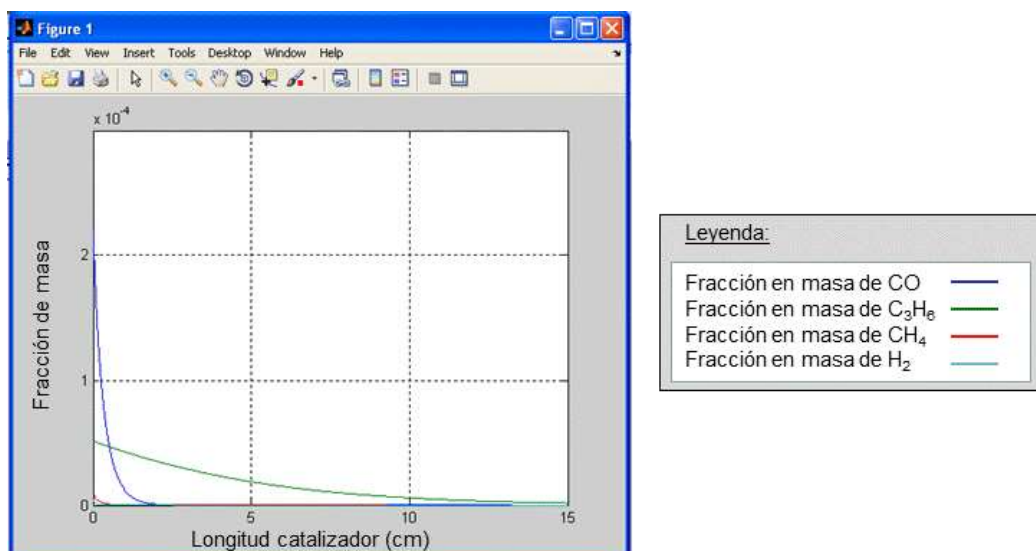 Figure 1
File Edit View Insert Tools Desktop Window Help
x 10⁻⁴
Fracción de masa
2
1
0
0 5 10 15
Longitud catalizador (cm)
Leyenda:
Fracción en masa de CO
Fracción en masa de C₃H₆
Fracción en masa de CH₄
Fracción en masa de H₂